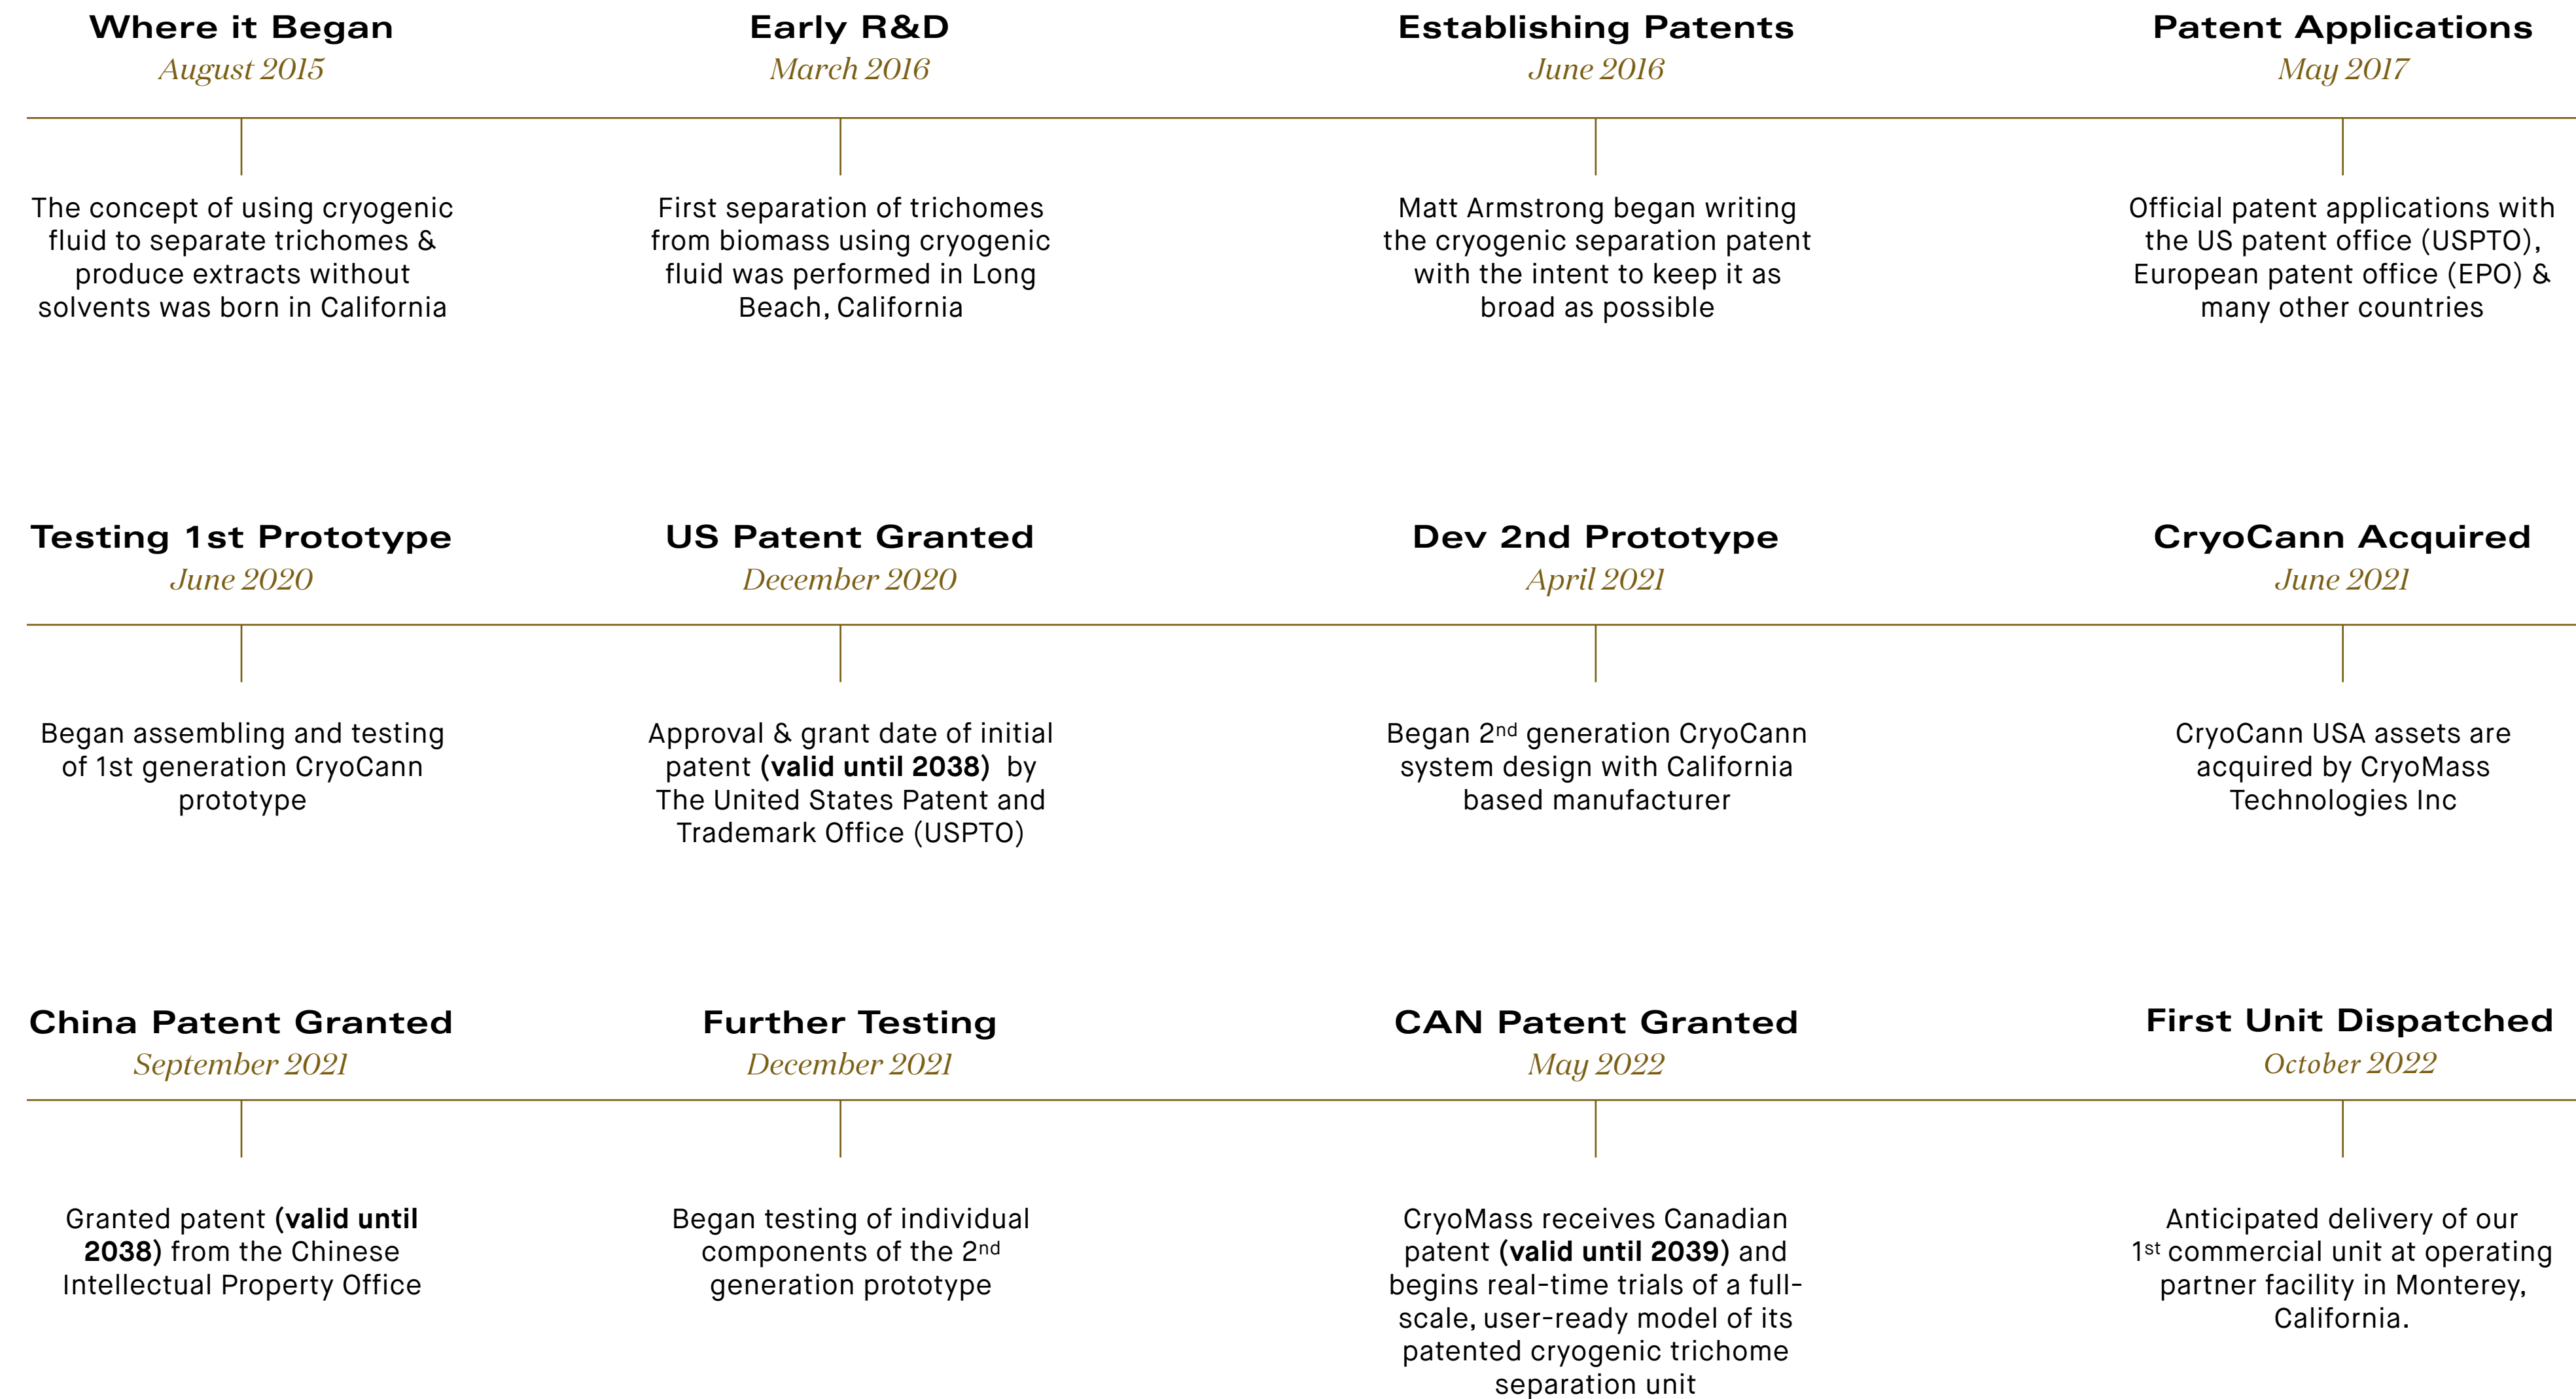 Where it Began
August 2015
The concept of using cryogenic
fluid to separate trichomes &
produce extracts without
solvents was born in California
Early R&D
March 2016
First separation of trichomes
from biomass using cryogenic
fluid was performed in Long
Beach, California
Establishing Patents
June 2016
Matt Armstrong began writing
the cryogenic separation patent
with the intent to keep it as
broad as possible
Patent Applications
May 2017
Official patent applications with
the US patent office (USPTO),
European patent office (EPO) &
many other countries
Testing 1st Prototype
June 2020
Began assembling and testing
of 1st generation CryoCann
prototype
US Patent Granted
December 2020
Approval & grant date of initial
patent (valid until 2038) by
The United States Patent and
Trademark Office (USPTO)
Dev 2nd Prototype
April 2021
Began 2nd generation CryoCann
system design with California
based manufacturer
CryoCann Acquired
June 2021
CryoCann USA assets are
acquired by CryoMass
Technologies Inc
China Patent Granted
September 2021
Granted patent (valid until
2038) from the Chinese
Intellectual Property Office
Further Testing
December 2021
Began testing of individual
components of the 2nd
generation prototype
CAN Patent Granted
May 2022
CryoMass receives Canadian
patent (valid until 2039) and
begins real-time trials of a full-
scale, user-ready model of its
patented cryogenic trichome
separation unit
First Unit Dispatched
October 2022
Anticipated delivery of our
1st commercial unit at operating
partner facility in Monterey,
California.